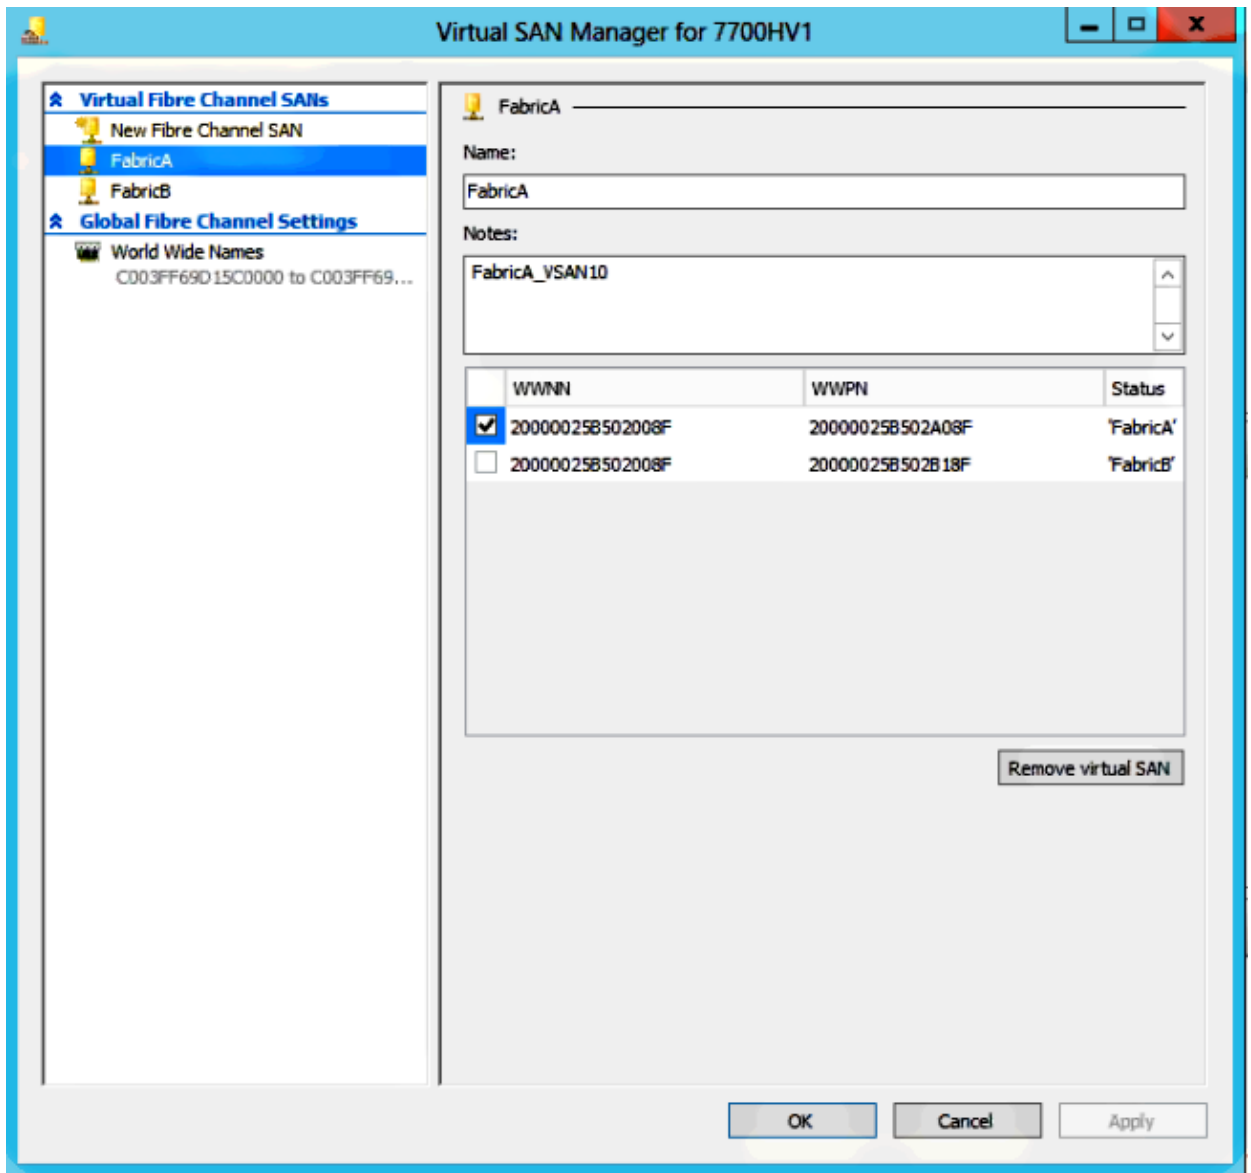 Virtual SAN Manager for 7700HV1
Virtual Fibre Channel SANs
New Fibre Channel SAN
FabricA
FabricB
Global Fibre Channel Settings
World Wide Names
C003FF69D15C0000 to C003FF69...
FabricA
Name:
FabricA
Notes:
FabricA_VSAN10
WWNN WWPN Status
20000025B502008F 20000025B502A08F 'FabricA'
20000025B502008F 20000025B502B18F 'FabricB'
Remove virtual SAN
OK Cancel Apply